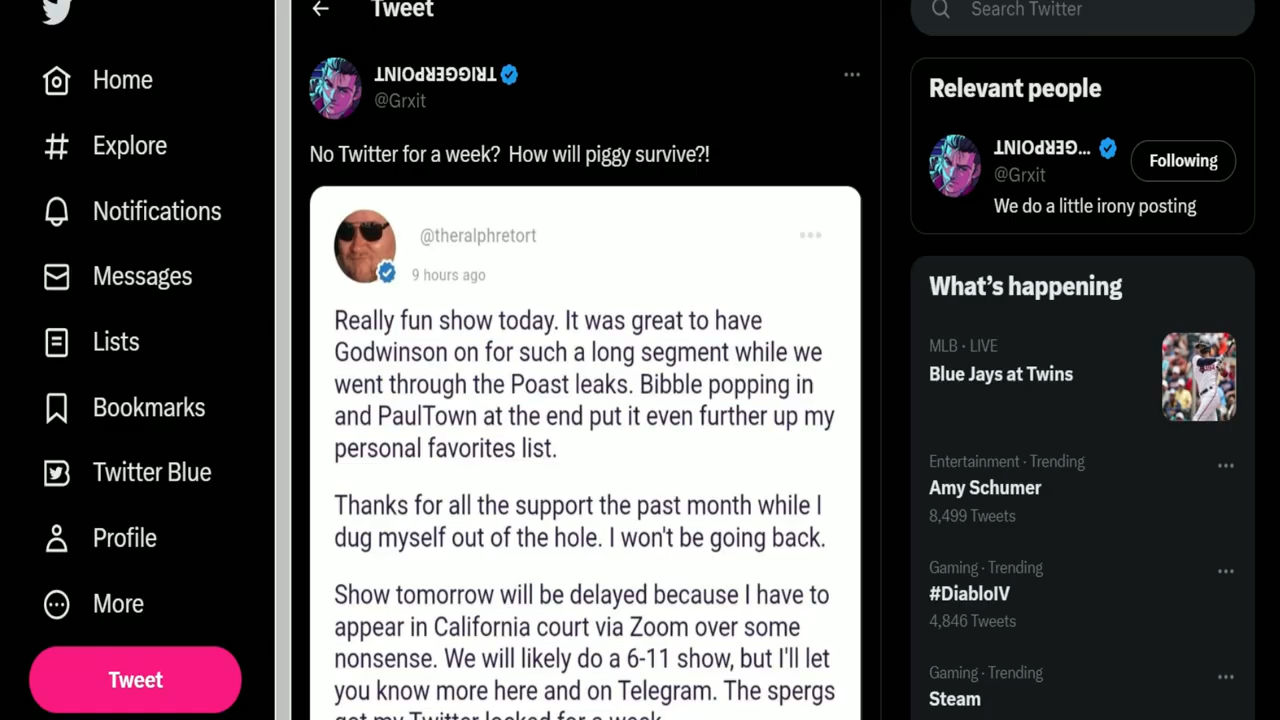 Home
Explore
Notifications
Messages
Lists
Bookmarks
Twitter Blue
Profile
More
Tweet
Tweet
TRIGGERPOINT
@Grxit
No Twitter for a week? How will piggy survive?!
@theralphretort
9 hours ago
Really fun show today. It was great to have
Godwinson on for such a long segment while we
went through the Poast leaks. Bibble popping in
and PaulTown at the end put it even further up my
personal favorites list.
Thanks for all the support the past month while I
dug myself out of the hole. I won't be going back.
Show tomorrow will be delayed because I have to
appear in California court via Zoom over some
nonsense. We will likely do a 6-11 show, but I'll let
you know more here and on Telegram. The spergs
got my Twitter locked for a week.
Search Twitter
Relevant people
TNIOPЯƎG...
@Grxit
Following
We do a little irony posting
What's happening
MLB · LIVE
Blue Jays at Twins
Entertainment · Trending
Amy Schumer
8,499 Tweets
Gaming · Trending
#DiabloIV
4,846 Tweets
Gaming · Trending
Steam